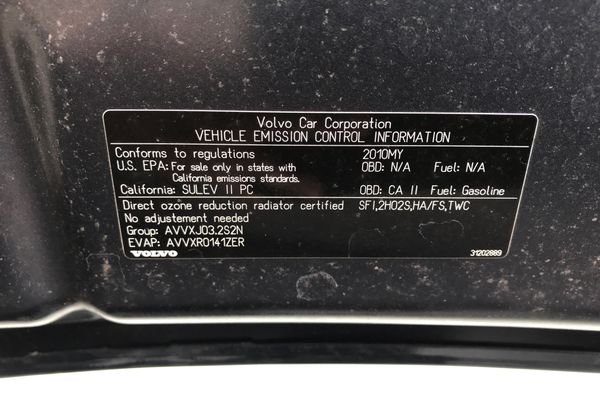 Volvo Car Corporation
VEHICLE EMISSION CONTROL INFORMATION
Conforms to regulations 2010MY
U.S. EPA: For sale only in states with California emissions standards. OBD: N/A Fuel: N/A
California: SULEV II PC OBD: CA II Fuel: Gasoline
Direct ozone reduction radiator certified SFI,2HO2S,HA/FS,TWC
No adjustment needed
Group: AVVXJ03.2S2N
EVAP: AVVXR0141ZER
VOLVO 31202889